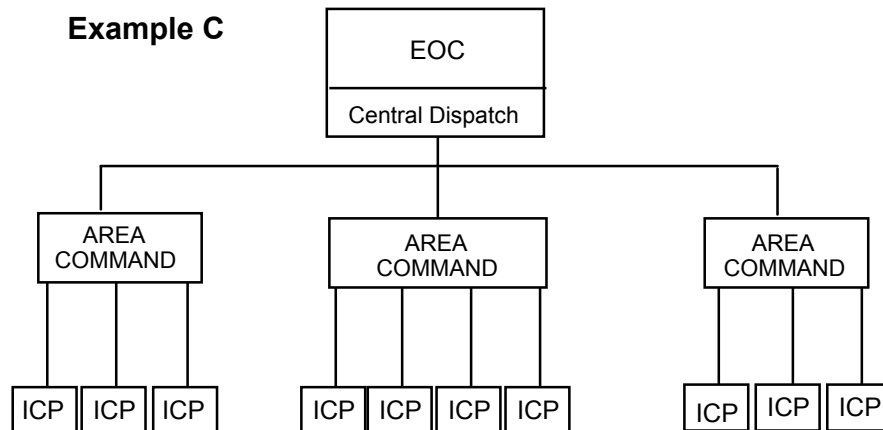 Example C
EOC
Central Dispatch
AREA
COMMAND
AREA
COMMAND
AREA
COMMAND
ICP
ICP
ICP
ICP
ICP
ICP
ICP
ICP
ICP
ICP